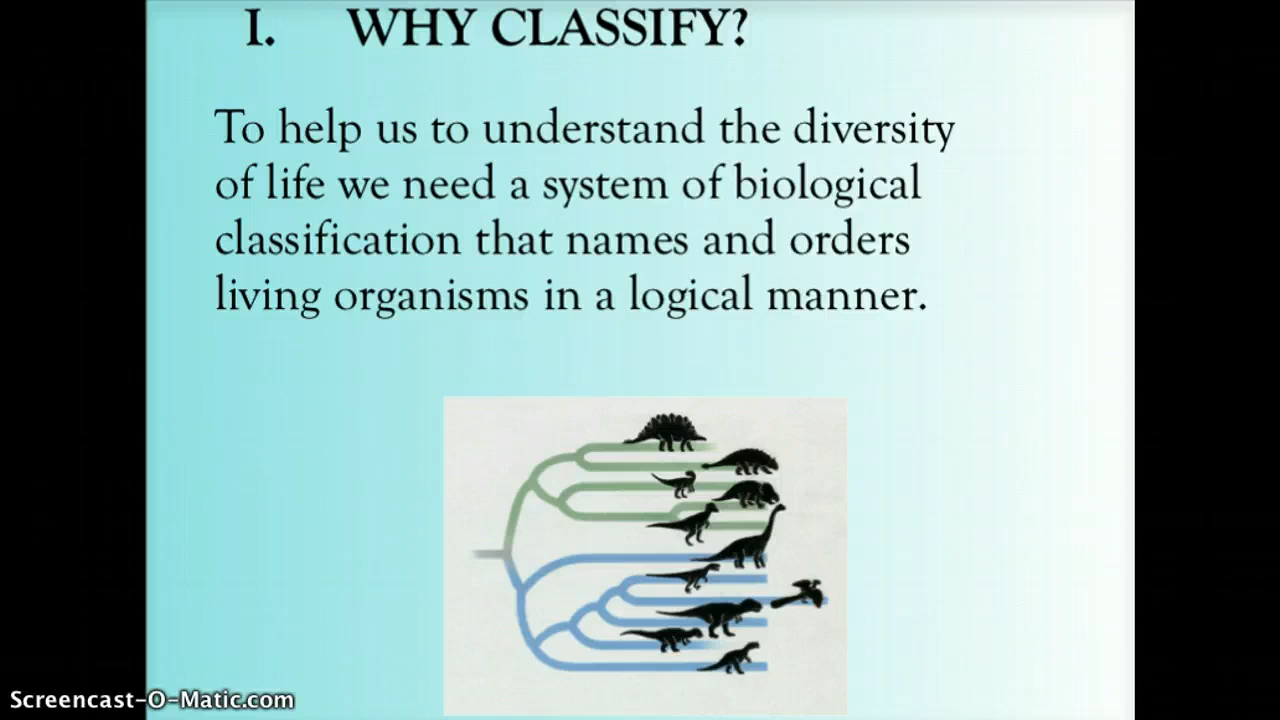 I. WHY CLASSIFY?
To help us to understand the diversity
of life we need a system of biological
classification that names and orders
living organisms in a logical manner.
Screencast-O-Matic.com